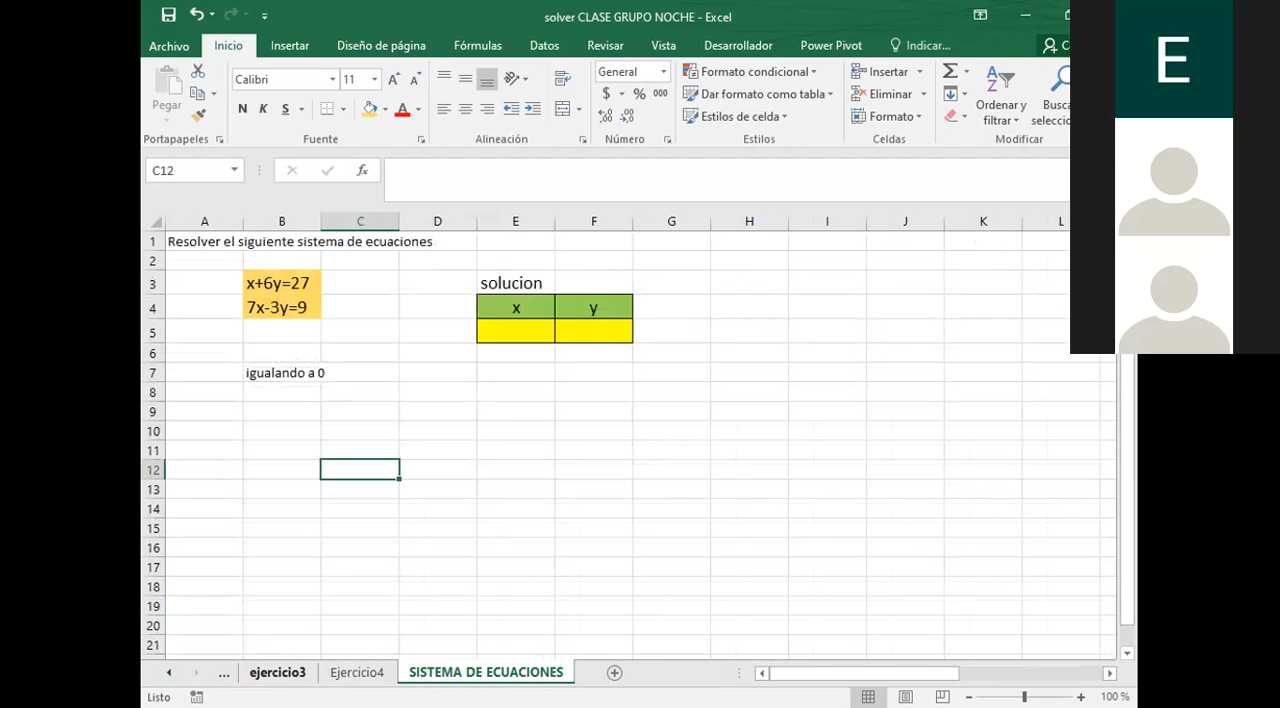 solver CLASE GRUPO NOCHE - Excel
Archivo Inicio Insertar Diseño de página Fórmulas Datos Revisar Vista Desarrollador Power Pivot Indicar...
Calibri 11 General Formato condicional Insertar
Pegar N K S $ % 000 Dar formato como tabla Eliminar Ordenar y
Estilos de celda Formato filtrar
Portapapeles Fuente Alineación Número Estilos Celdas Modificar
C12 fx
A B C D E F G H I J K L
1 Resolver el siguiente sistema de ecuaciones
2
3 x+6y=27 solucion
4 7x-3y=9 x y
5
6
7 igualando a 0
8
9
10
11
12
13
14
15
16
17
18
19
20
21
... ejercicio3 Ejercicio4 SISTEMA DE ECUACIONES
Listo 100 %
E